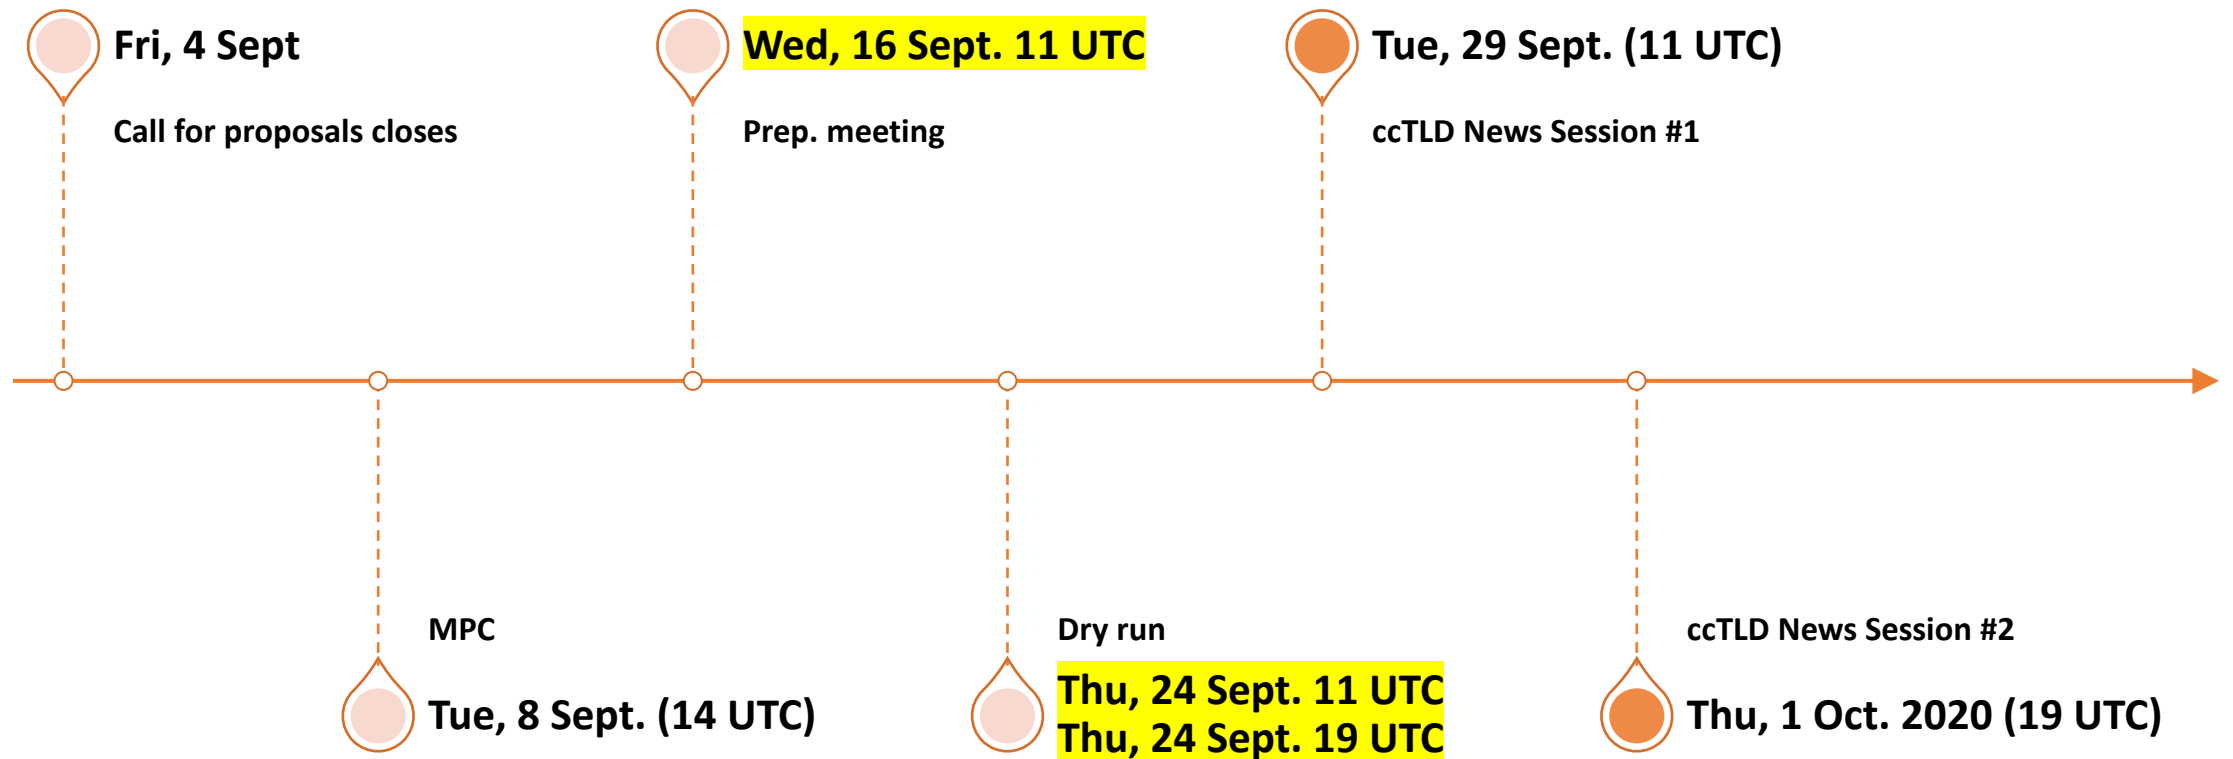 Fri, 4 Sept
Call for proposals closes
Wed, 16 Sept. 11 UTC
Prep. meeting
Tue, 29 Sept. (11 UTC)
ccTLD News Session #1
MPC
Tue, 8 Sept. (14 UTC)
Dry run
Thu, 24 Sept. 11 UTC
Thu, 24 Sept. 19 UTC
ccTLD News Session #2
Thu, 1 Oct. 2020 (19 UTC)